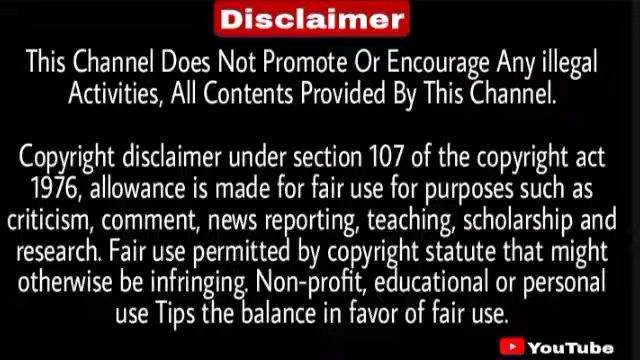 Disclaimer
This Channel Does Not Promote Or Encourage Any illegal
Activities, All Contents Provided By This Channel.
Copyright disclaimer under section 107 of the copyright act
1976, allowance is made for fair use for purposes such as
criticism, comment, news reporting, teaching, scholarship and
research. Fair use permitted by copyright statute that might
otherwise be infringing. Non-profit, educational or personal
use Tips the balance in favor of fair use.
YouTube